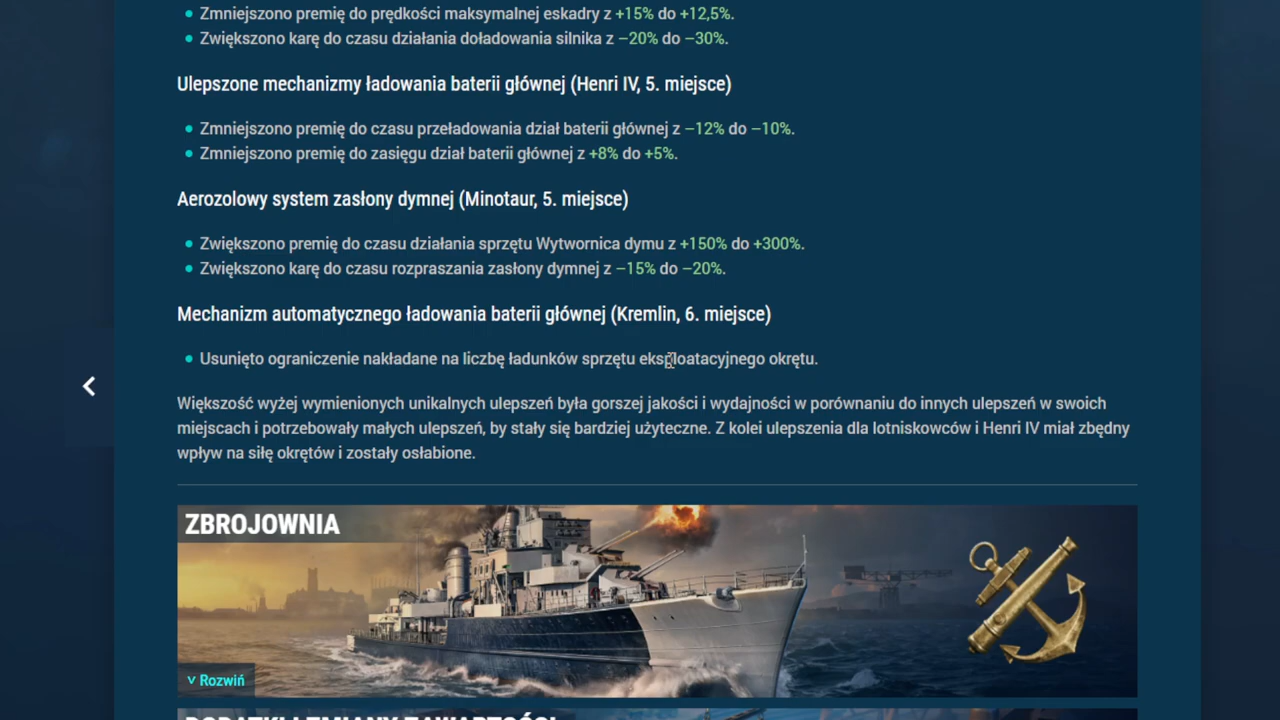 Zmniejszono premię do prędkości maksymalnej eskadry z +15% do +12,5%.
Zwiększono karę do czasu działania doładowania silnika z −20% do −30%.
Ulepszone mechanizmy ładowania baterii głównej (Henri IV, 5. miejsce)
Zmniejszono premię do czasu przeładowania dział baterii głównej z −12% do −10%.
Zmniejszono premię do zasięgu dział baterii głównej z +8% do +5%.
Aerozolowy system zasłony dymnej (Minotaur, 5. miejsce)
Zwiększono premię do czasu działania sprzętu Wytwornica dymu z +150% do +300%.
Zwiększono karę do czasu rozpraszania zasłony dymnej z −15% do −20%.
Mechanizm automatycznego ładowania baterii głównej (Kremlin, 6. miejsce)
Usunięto ograniczenie nakładane na liczbę ładunków sprzętu eksploatacyjnego okrętu.
Większość wyżej wymienionych unikalnych ulepszeń była gorszej jakości i wydajności w porównaniu do innych ulepszeń w swoich
miejscach i potrzebowały małych ulepszeń, by stały się bardziej użyteczne. Z kolei ulepszenia dla lotniskowców i Henri IV miał zbędny
wpływ na siłę okrętów i zostały osłabione.
ZBROJOWNIA
Rozwiń
DODATKI I ZMIANY ZAWARTOŚCI